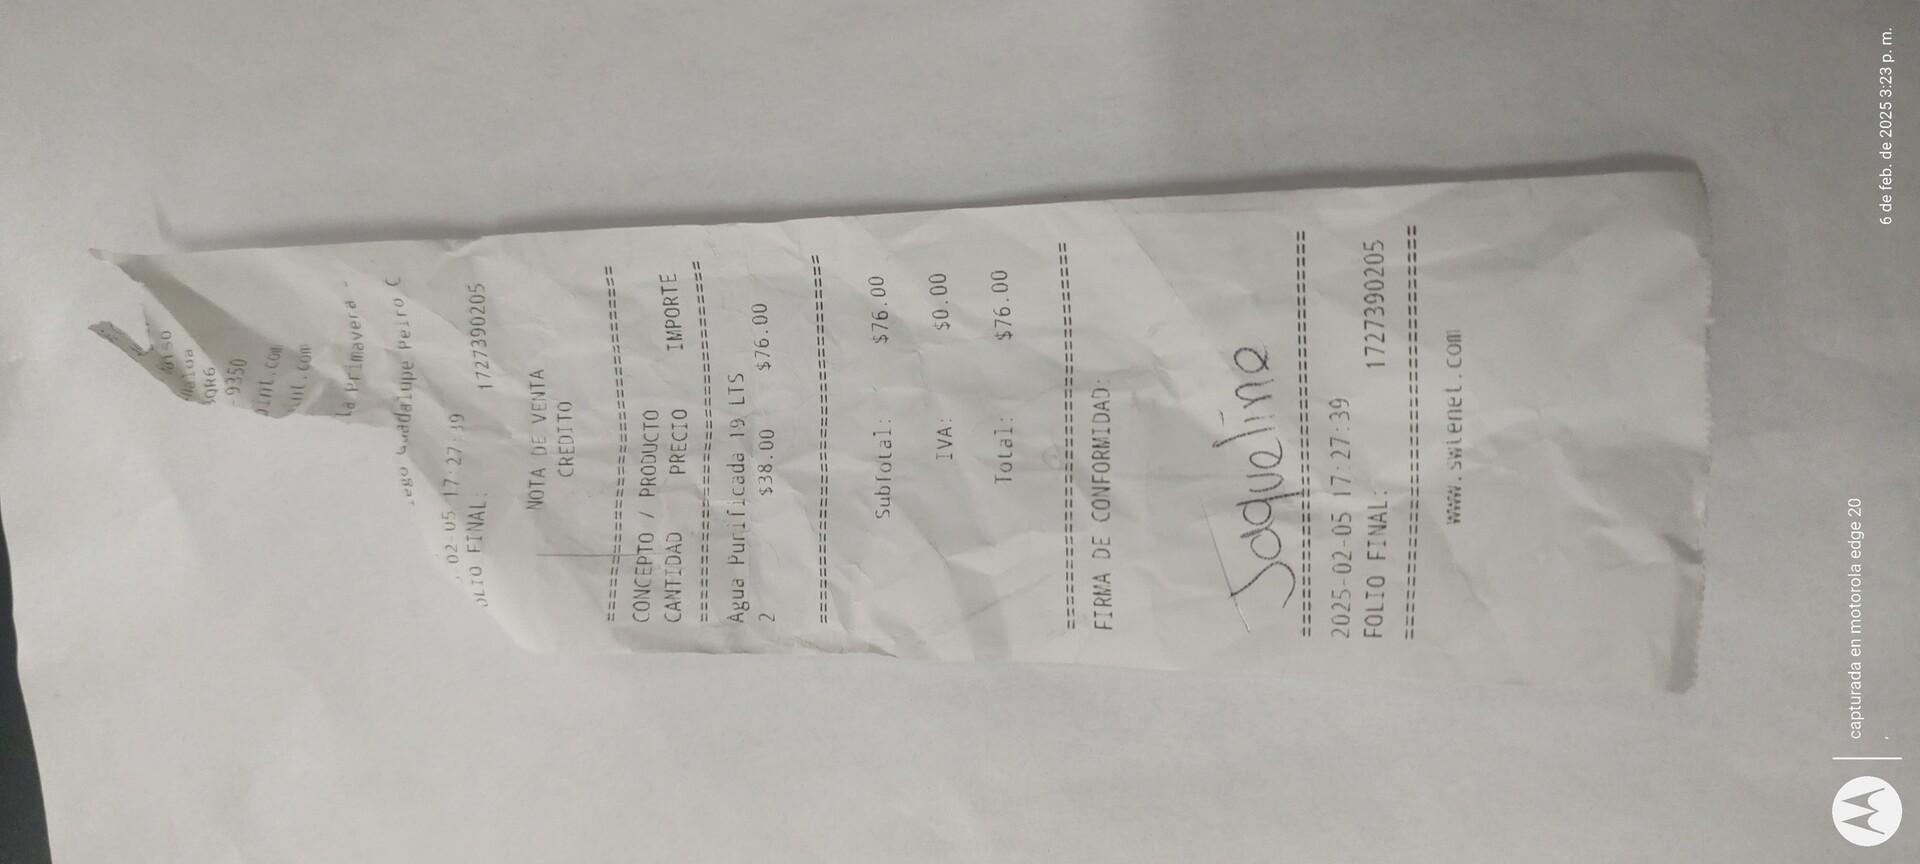 -9350
la Primavera -
Guadalupe Peiro C
02-05 17:27:39
FOLIO FINAL: 1727390205
NOTA DE VENTA
CREDITO
=============================
CONCEPTO / PRODUCTO
CANTIDAD PRECIO IMPORTE
=============================
Agua Purificada 19 LTS
2 $38.00 $76.00
=============================
SubTotal: $76.00
IVA: $0.00
Total: $76.00
=============================
FIRMA DE CONFORMIDAD:
Jaqueline
=============================
2025-02-05 17:27:39
FOLIO FINAL: 1727390205
=============================
www.swienet.com
capturada en motorola edge 20
6 de feb. de 2025 3:23 p. m.